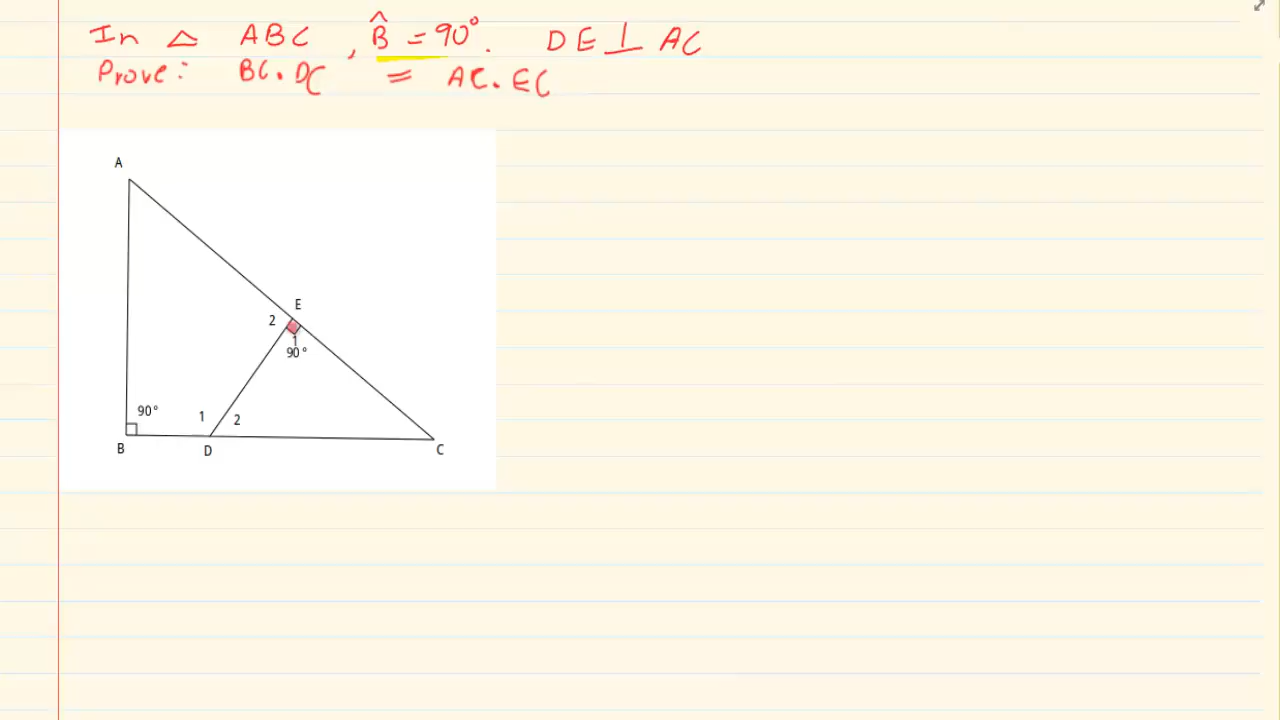 In △ ABC, B̂ = 90°. DE ⊥ AC
Prove: BC.DC = AC.EC
A
E
2
1
90°
90°
1
2
B
D
C